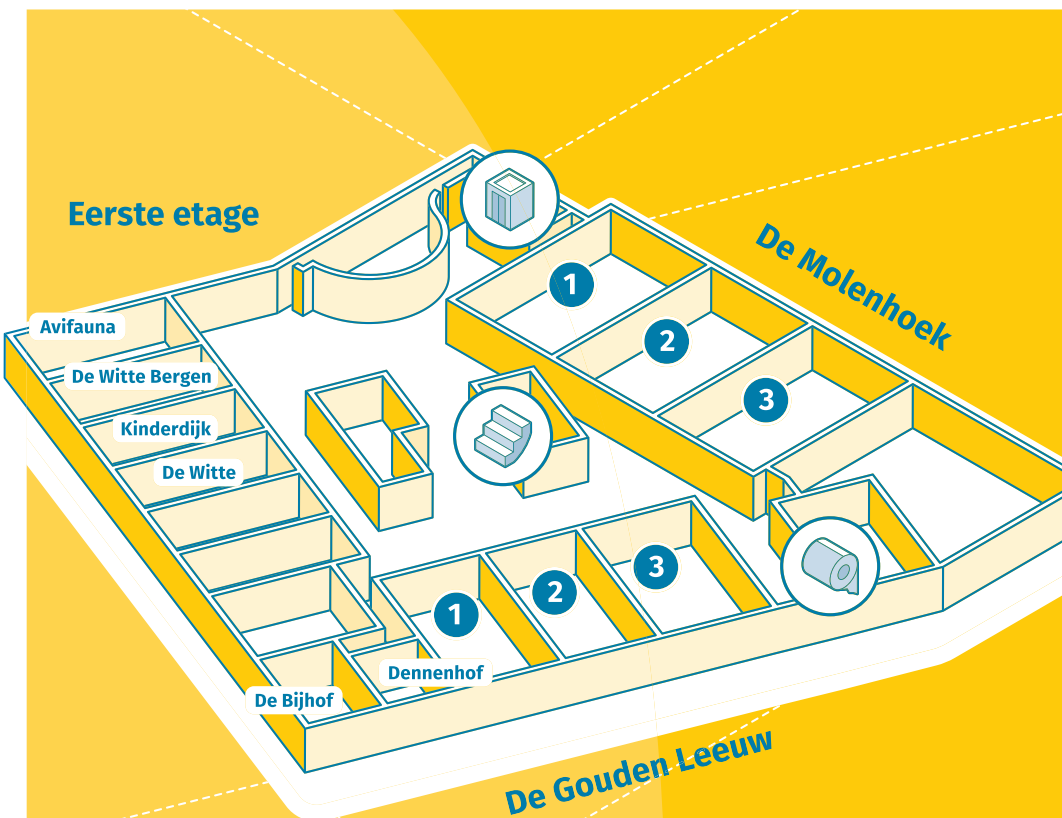 Eerste etage
De Molenhoek
1
2
3
Avifauna
De Witte Bergen
Kinderdijk
De Witte
1
2
3
Dennenhof
De Bijhof
De Gouden Leeuw